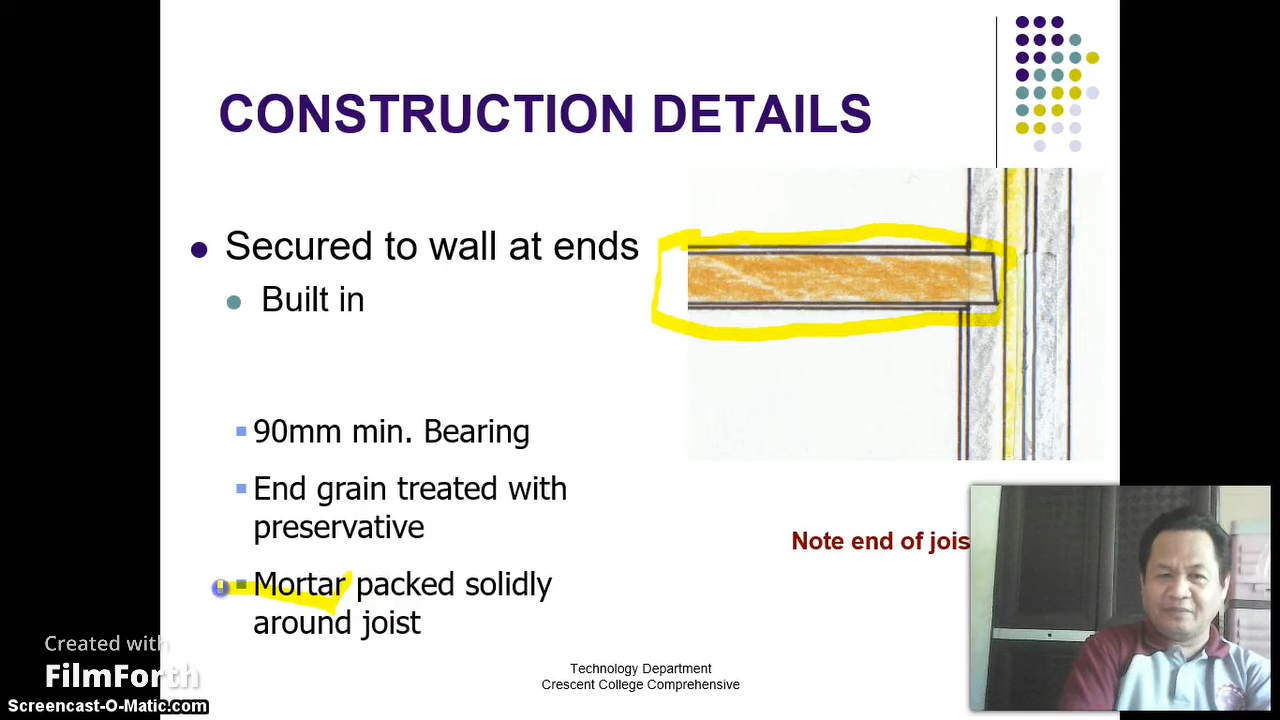 CONSTRUCTION DETAILS
Secured to wall at ends
Built in
90mm min. Bearing
End grain treated with
preservative
Mortar packed solidly
around joist
Note end of jois
Technology Department
Crescent College Comprehensive
Created with
FilmForth
Screencast-O-Matic.com